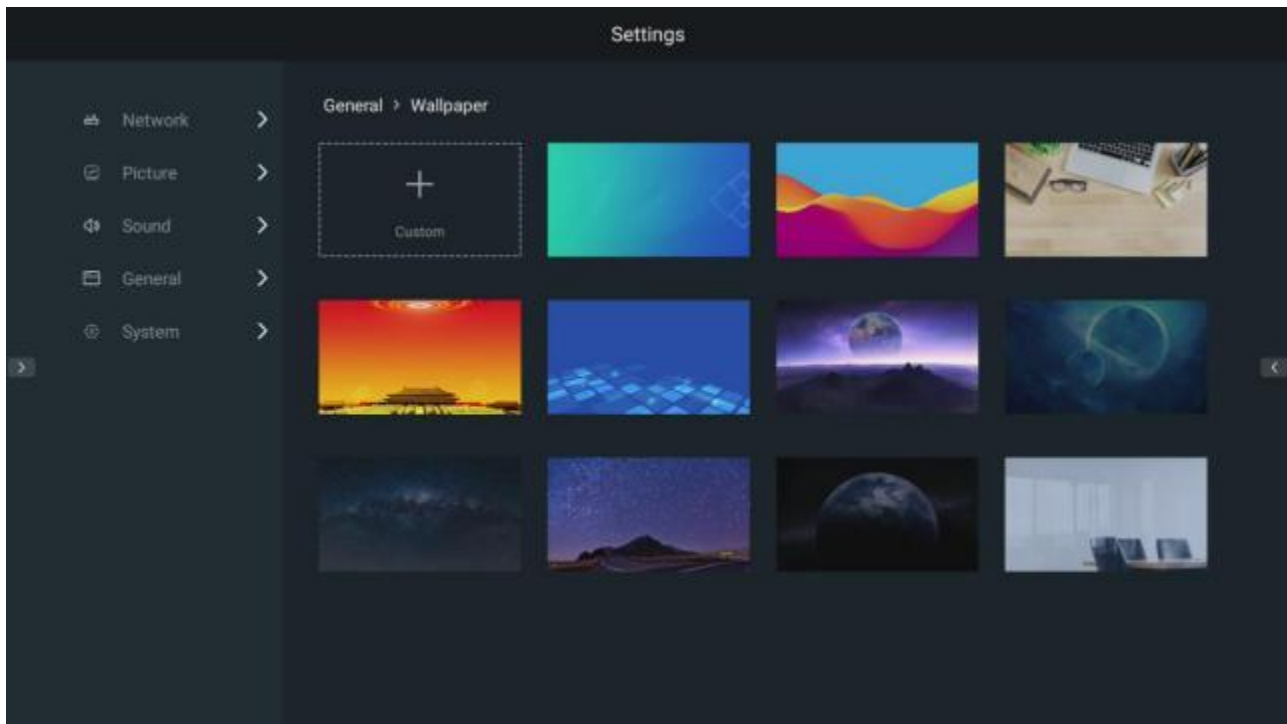 Settings
Network
Picture
Sound
General
System
General > Wallpaper
Custom